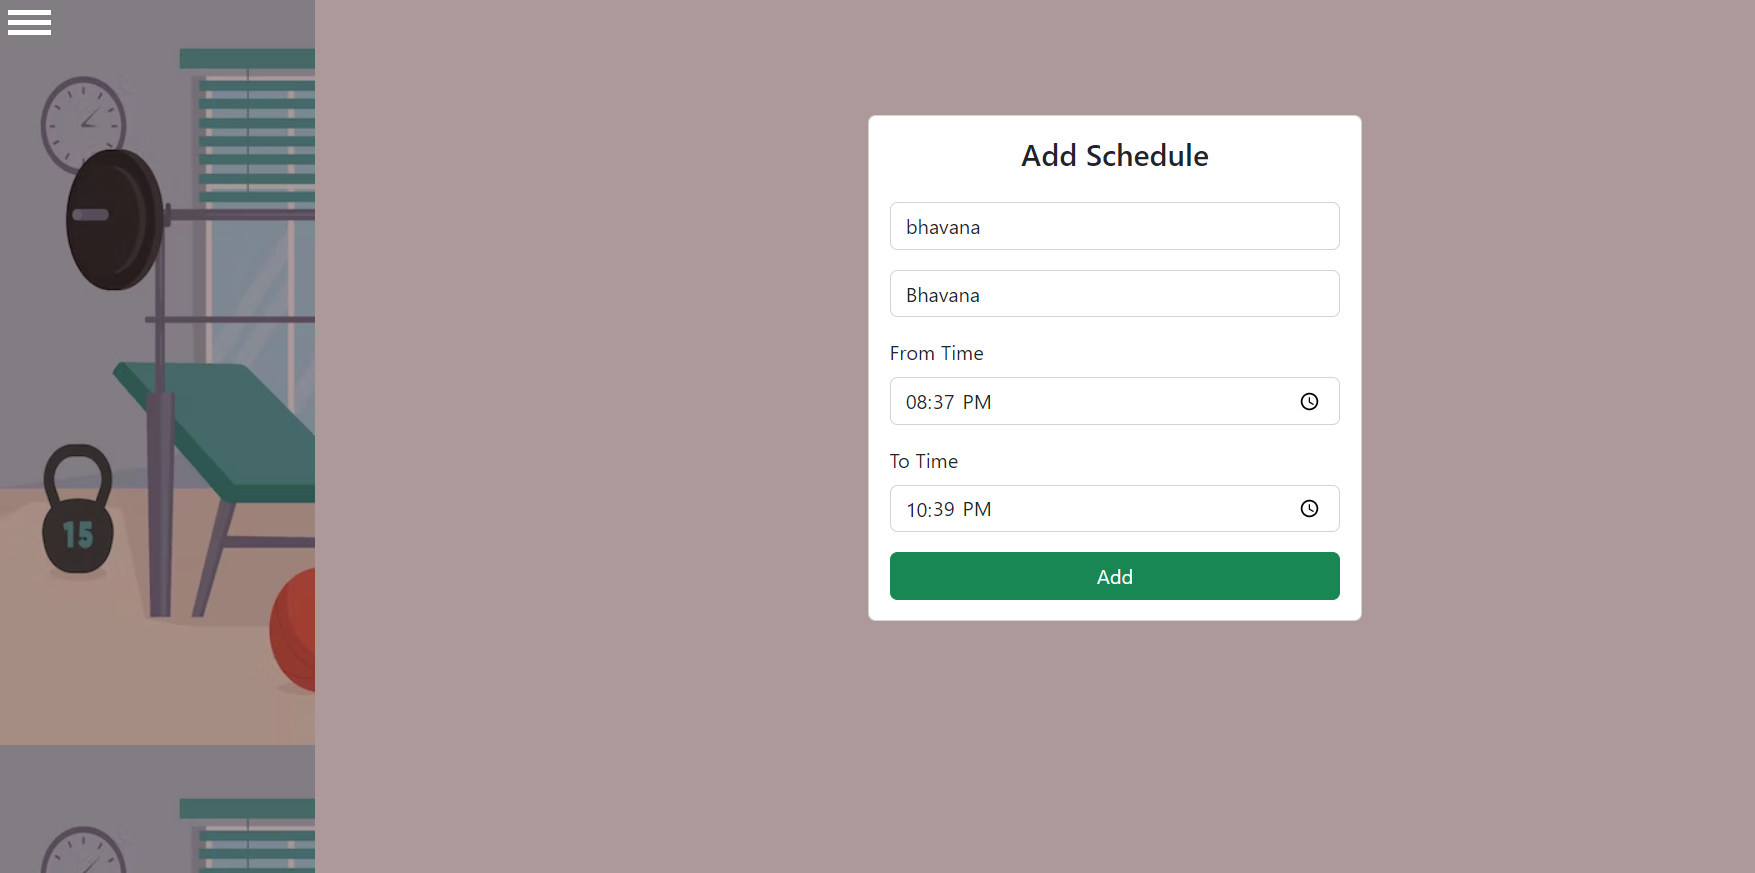 Add Schedule
bhavana
Bhavana
From Time
08:37 PM
To Time
10:39 PM
Add
15